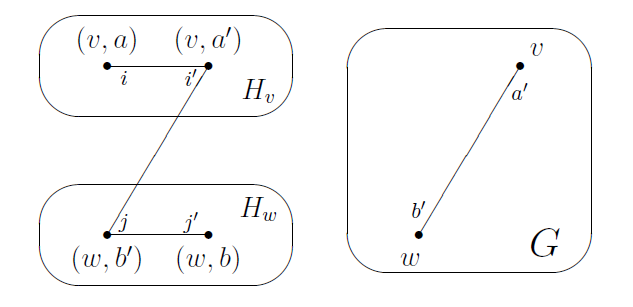 (v, a) (v, a′)
i i′
H_v
j j′
H_w
(w, b′) (w, b)
v
a′
b′
w
G